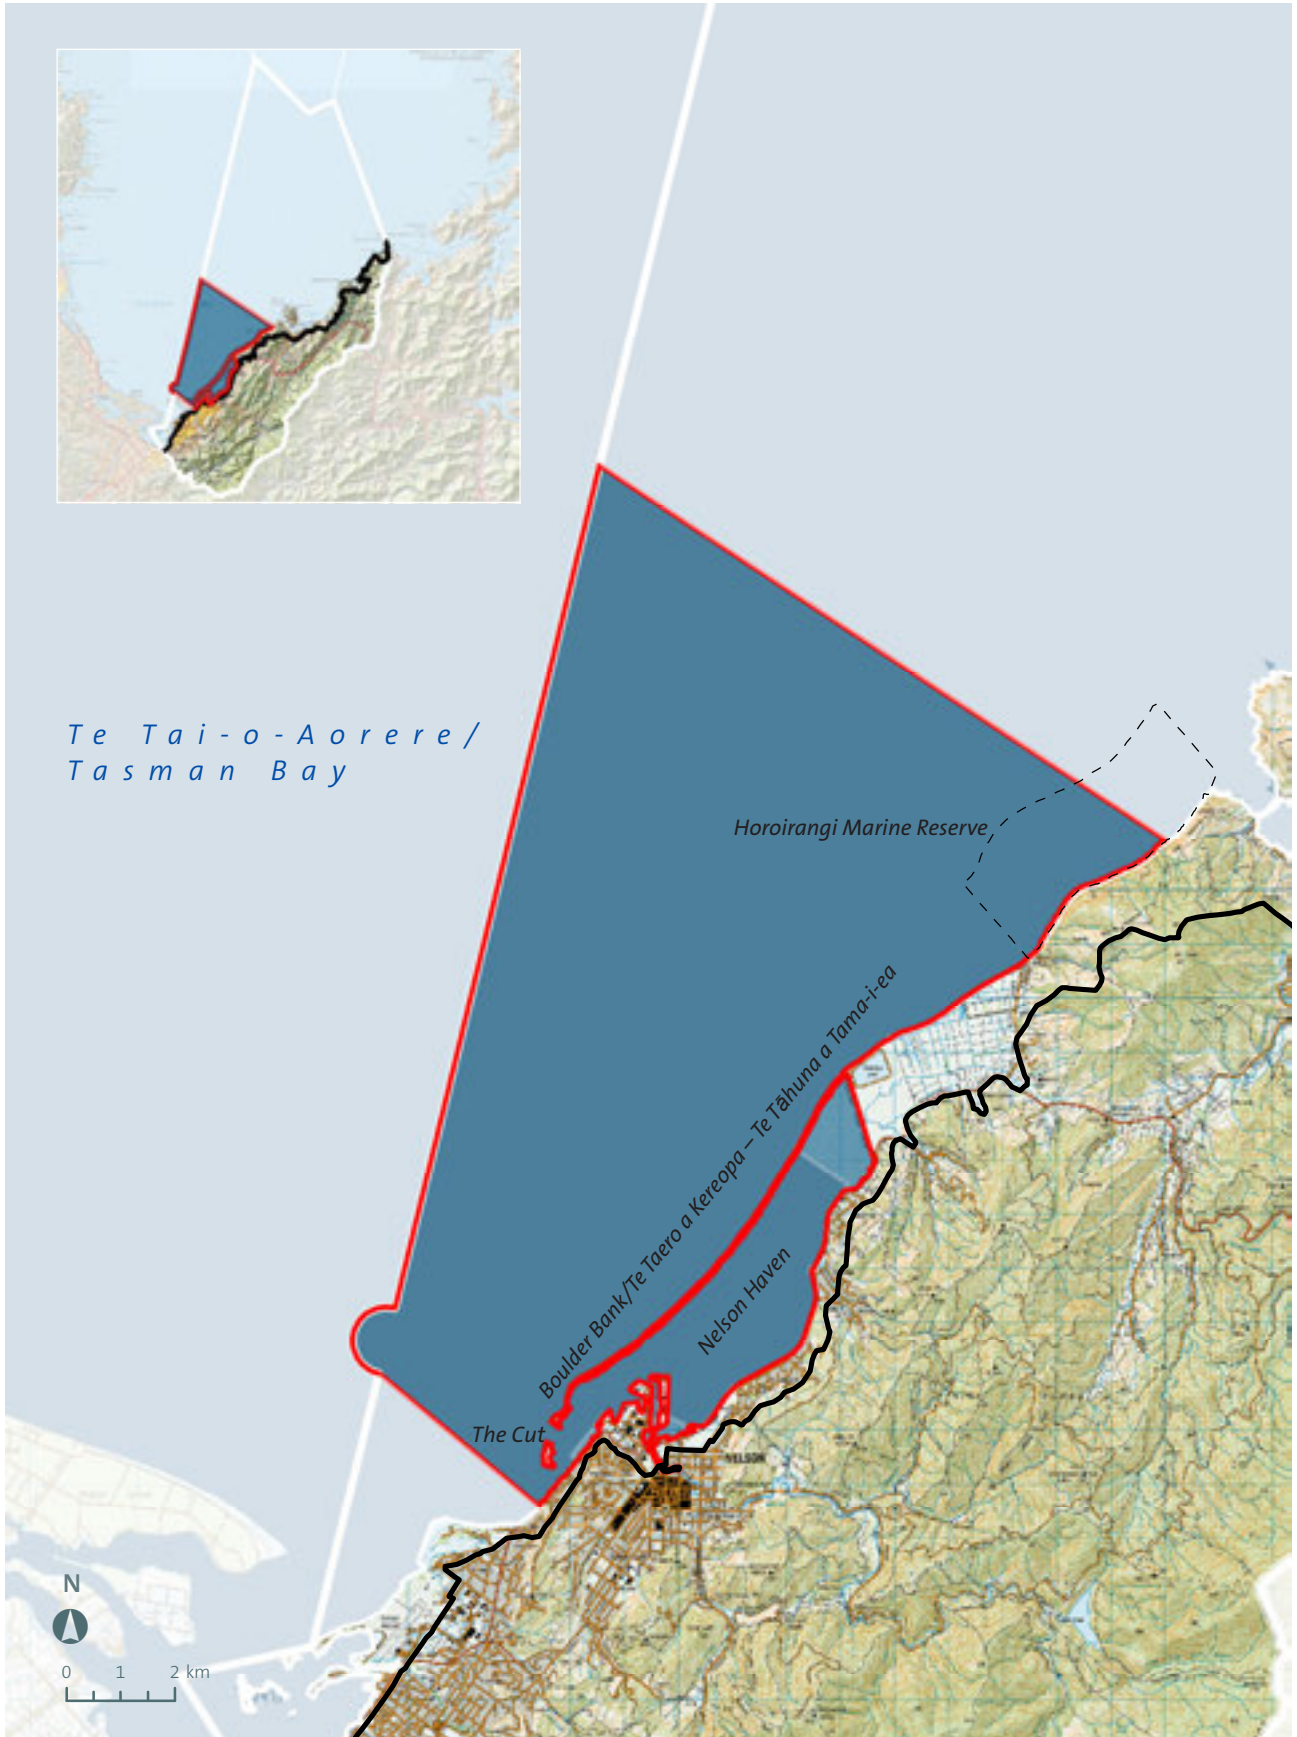 Te Tai-o-Aorere/
Tasman Bay
Horoirangi Marine Reserve
Boulder Bank/Te Taero a Kereopa – Te Tāhuna a Tama-i-ea
Nelson Haven
The Cut
NELSON
N
0 1 2 km